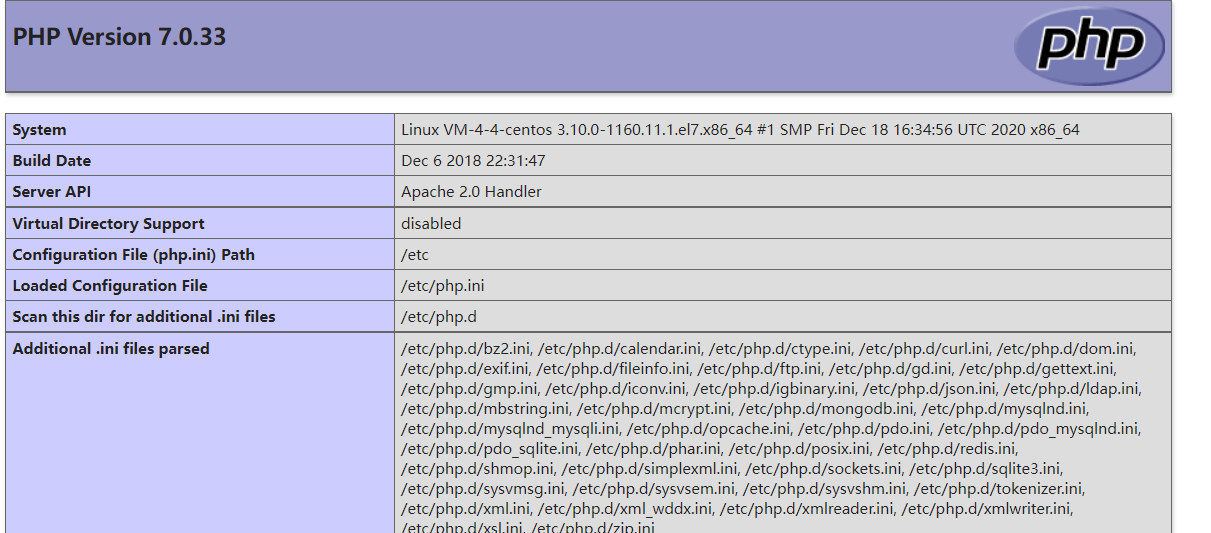 PHP Version 7.0.33
php
System Linux VM-4-4-centos 3.10.0-1160.11.1.el7.x86_64 #1 SMP Fri Dec 18 16:34:56 UTC 2020 x86_64
Build Date Dec 6 2018 22:31:47
Server API Apache 2.0 Handler
Virtual Directory Support disabled
Configuration File (php.ini) Path /etc
Loaded Configuration File /etc/php.ini
Scan this dir for additional .ini files /etc/php.d
Additional .ini files parsed /etc/php.d/bz2.ini, /etc/php.d/calendar.ini, /etc/php.d/ctype.ini, /etc/php.d/curl.ini, /etc/php.d/dom.ini,
/etc/php.d/exif.ini, /etc/php.d/fileinfo.ini, /etc/php.d/ftp.ini, /etc/php.d/gd.ini, /etc/php.d/gettext.ini,
/etc/php.d/gmp.ini, /etc/php.d/iconv.ini, /etc/php.d/igbinary.ini, /etc/php.d/json.ini, /etc/php.d/ldap.ini,
/etc/php.d/mbstring.ini, /etc/php.d/mcrypt.ini, /etc/php.d/mongodb.ini, /etc/php.d/mysqlnd.ini,
/etc/php.d/mysqlnd_mysqli.ini, /etc/php.d/opcache.ini, /etc/php.d/pdo.ini, /etc/php.d/pdo_mysqlnd.ini,
/etc/php.d/pdo_sqlite.ini, /etc/php.d/phar.ini, /etc/php.d/posix.ini, /etc/php.d/redis.ini,
/etc/php.d/shmop.ini, /etc/php.d/simplexml.ini, /etc/php.d/sockets.ini, /etc/php.d/sqlite3.ini,
/etc/php.d/sysvmsg.ini, /etc/php.d/sysvsem.ini, /etc/php.d/sysvshm.ini, /etc/php.d/tokenizer.ini,
/etc/php.d/xml.ini, /etc/php.d/xml_wddx.ini, /etc/php.d/xmlreader.ini, /etc/php.d/xmlwriter.ini,
/etc/php.d/xsl.ini, /etc/php.d/zip.ini